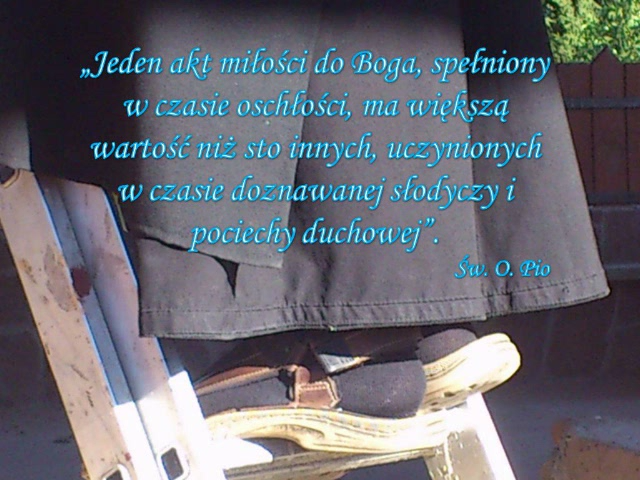 „Jeden akt miłości do Boga, spełniony
w czasie oschłości, ma większą
wartość niż sto innych, uczynionych
w czasie doznawanej słodyczy i
pociechy duchowej”.
Św. O. Pio